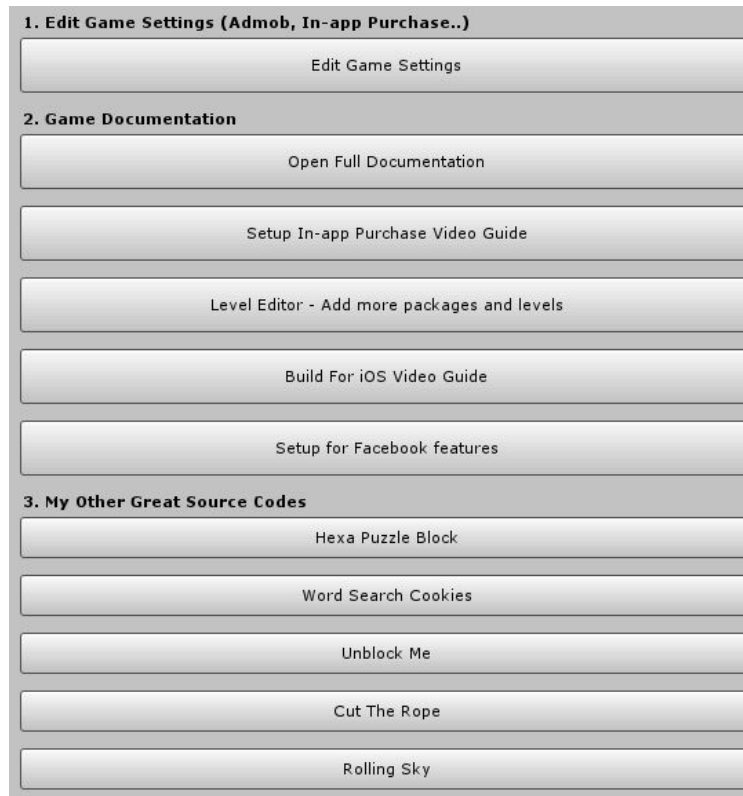 1. Edit Game Settings (Admob, In-app Purchase..)
Edit Game Settings
2. Game Documentation
Open Full Documentation
Setup In-app Purchase Video Guide
Level Editor - Add more packages and levels
Build For iOS Video Guide
Setup for Facebook features
3. My Other Great Source Codes
Hexa Puzzle Block
Word Search Cookies
Unblock Me
Cut The Rope
Rolling Sky